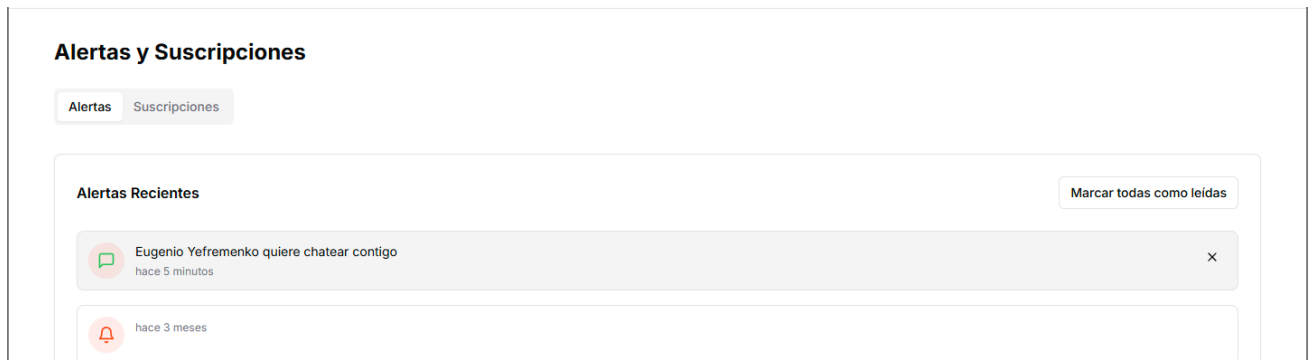 Alertas y Suscripciones
Alertas Suscripciones
Alertas Recientes
Marcar todas como leídas
Eugenio Yefremenko quiere chatear contigo
hace 5 minutos
hace 3 meses